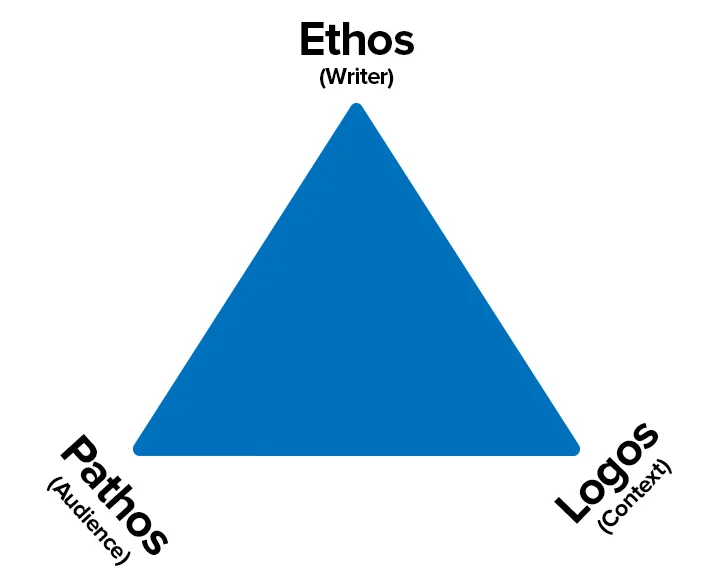 Ethos
(Writer)
Pathos
(Audience)
Logos
(Context)